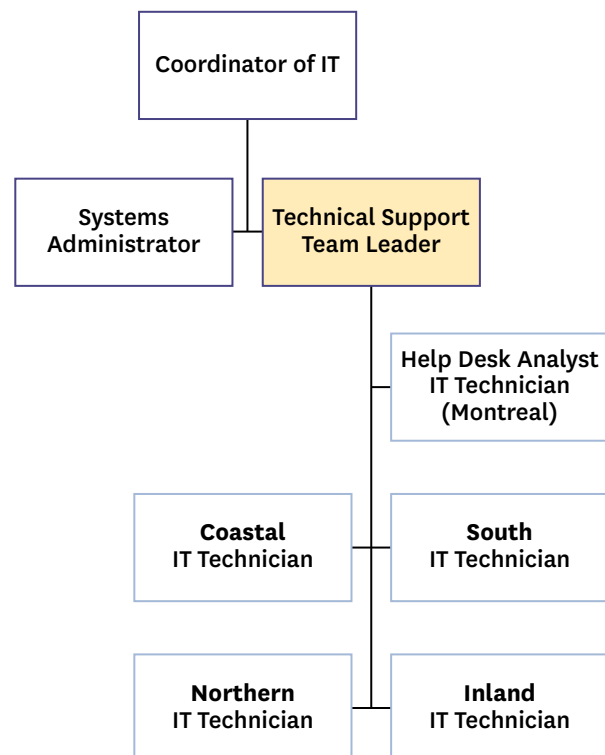 Coordinator of IT
Systems
Administrator
Technical Support
Team Leader
Help Desk Analyst
IT Technician
(Montreal)
Coastal
IT Technician
South
IT Technician
Northern
IT Technician
Inland
IT Technician